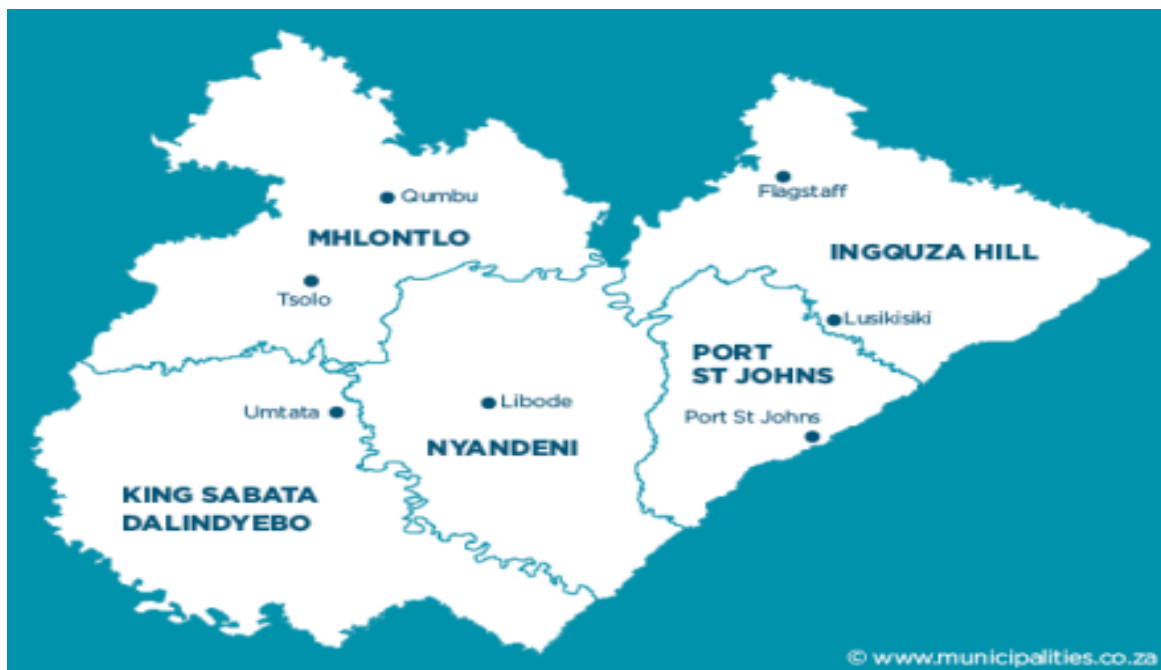 Qumbu
Flagstaff
MHLONTLO
INGQUZA HILL
Tsolo
Lusikisiki
PORT
ST JOHNS
Umtata
Libode
Port St Johns
NYANDENI
KING SABATA
DALINDYEBO
© www.municipalities.co.za